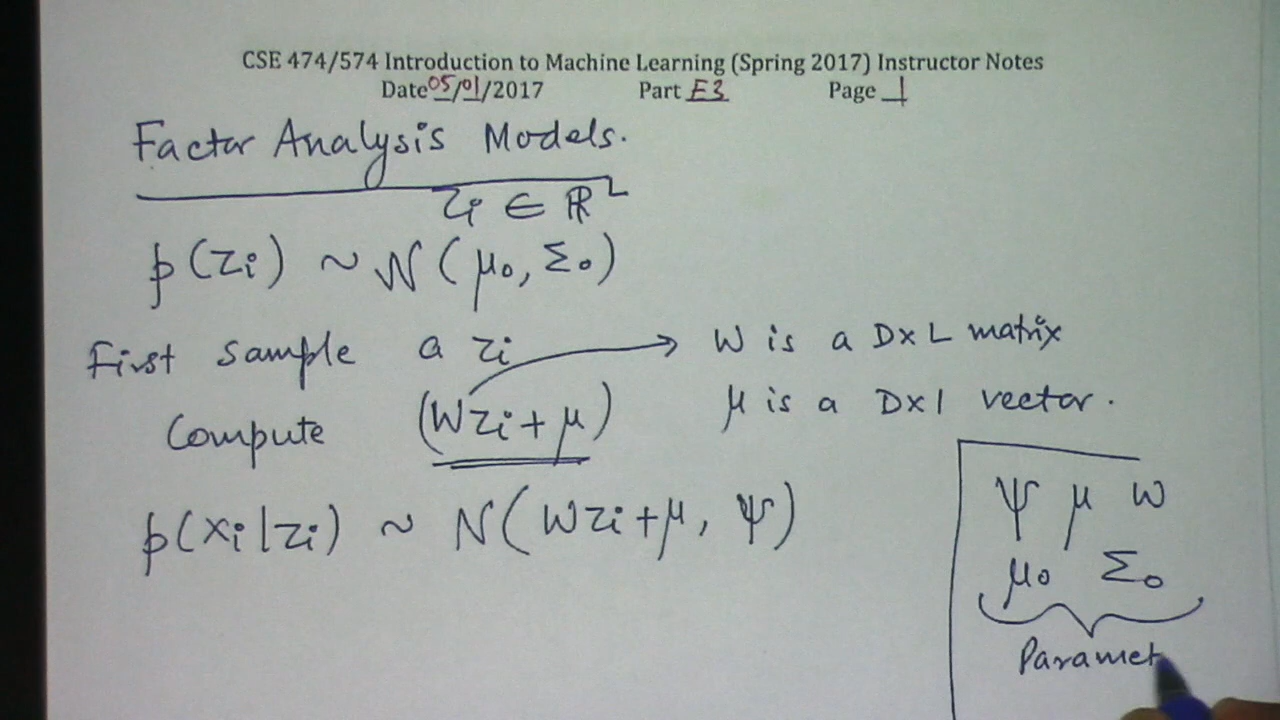 CSE 474/574 Introduction to Machine Learning (Spring 2017) Instructor Notes
Date 05/01/2017 Part E3 Page 1
Factor Analysis Models.
zi ∈ ℝ^L
p(zi) ~ N(μ0, Σ0)
First sample a zi → W is a D x L matrix
Compute (Wzi + μ) μ is a D x 1 vector.
p(xi|zi) ~ N(Wzi + μ, Ψ)
Ψ μ W
μ0 Σ0
Paramet